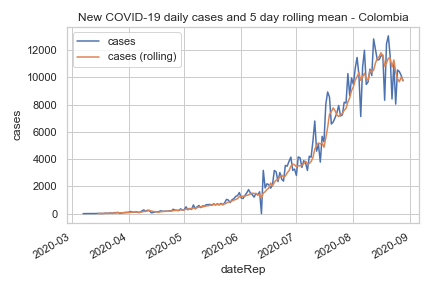 New COVID-19 daily cases and 5 day rolling mean - Colombia
cases
cases (rolling)
12000
10000
8000
6000
4000
2000
0
cases
2020-03
2020-04
2020-05
2020-06
2020-07
2020-08
2020-09
dateRep